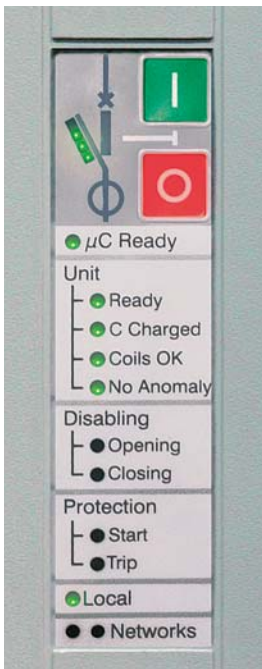 I
O
µC Ready
Unit
Ready
C Charged
Coils OK
No Anomaly
Disabling
Opening
Closing
Protection
Start
Trip
Local
Networks